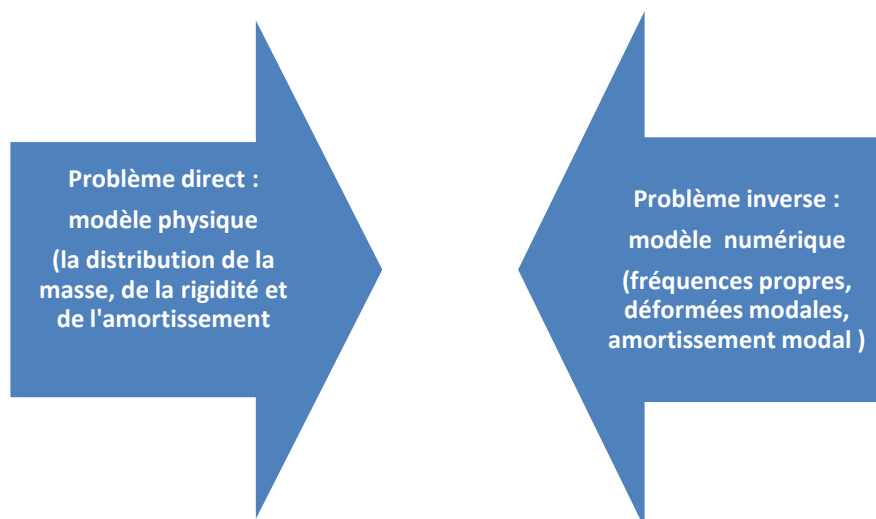 Problème direct :
modèle physique
(la distribution de la
masse, de la rigidité et
de l'amortissement
Problème inverse :
modèle numérique
(fréquences propres,
déformées modales,
amortissement modal )